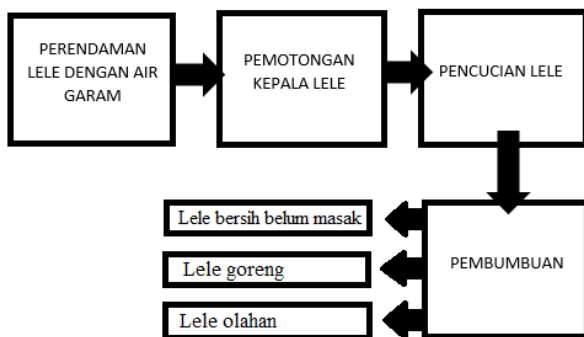 PERENDAMAN
LELE DENGAN AIR
GARAM
PEMOTONGAN
KEPALA LELE
PENCUCIAN LELE
PEMBUMBUAN
Lele bersih belum masak
Lele goreng
Lele olahan